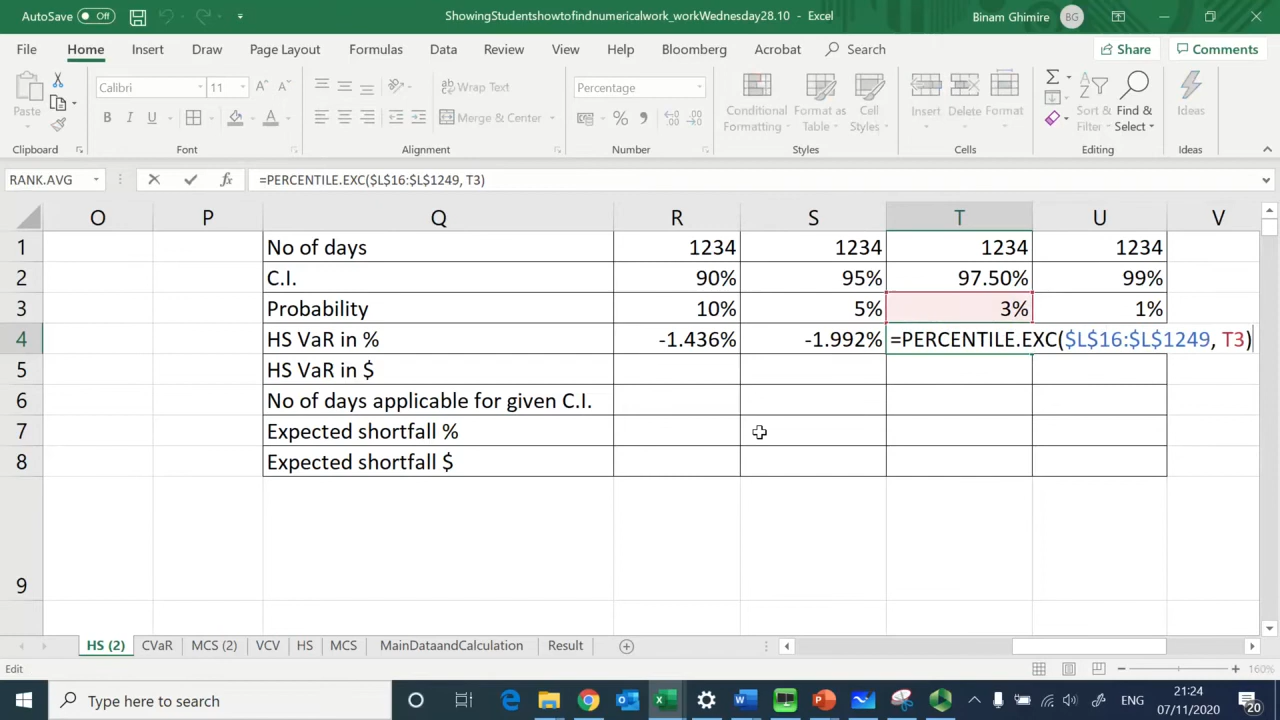 AutoSave Off
ShowingStudentshowtofindnumericalwork_workWednesday28.10 - Excel
Binam Ghimire BG
File Home Insert Draw Page Layout Formulas Data Review View Help Bloomberg Acrobat Search Share Comments
Paste
Clipboard
Calibri 11
B I U A
Font
Wrap Text
Merge & Center
Alignment
Percentage
%
Number
Conditional Formatting
Format as Table
Cell Styles
Styles
Insert Delete Format
Cells
Sort & Filter
Find & Select
Editing
Ideas
Ideas
RANK.AVG fx =PERCENTILE.EXC($L$16:$L$1249, T3)
O P Q R S T U V
1 No of days 1234 1234 1234 1234
2 C.I. 90% 95% 97.50% 99%
3 Probability 10% 5% 3% 1%
4 HS VaR in % -1.436% -1.992% =PERCENTILE.EXC($L$16:$L$1249, T3)
5 HS VaR in $
6 No of days applicable for given C.I.
7 Expected shortfall %
8 Expected shortfall $
9
HS (2) CVaR MCS (2) VCV HS MCS MainDataandCalculation Result
Edit 160%
Type here to search
ENG
21:24
07/11/2020
20